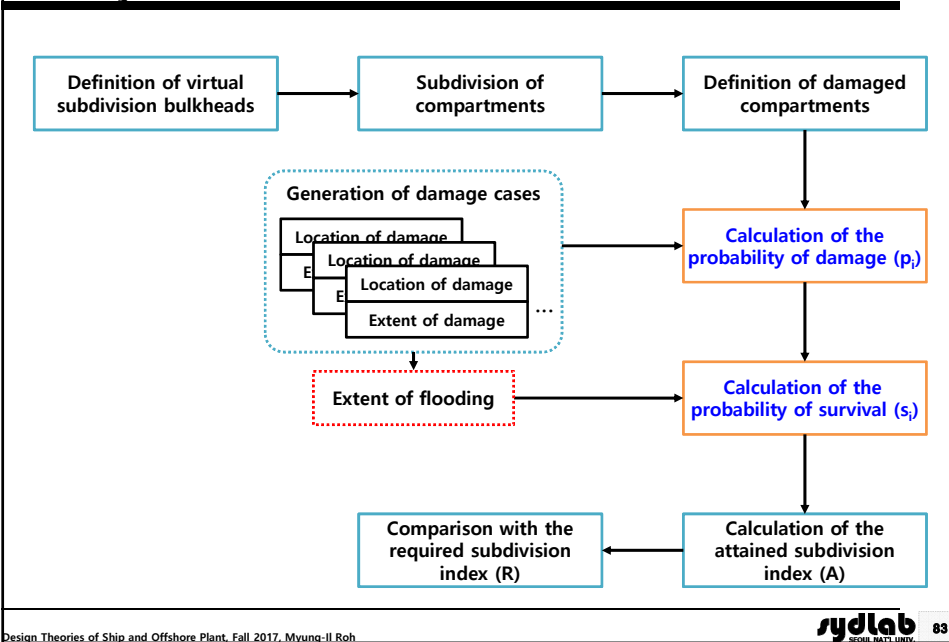 Definition of virtual
subdivision bulkheads
Subdivision of
compartments
Definition of damaged
compartments
Generation of damage cases
Location of damage
E
Location of damage
E
Location of damage
Extent of damage
...
Calculation of the
probability of damage (pi)
Extent of flooding
Calculation of the
probability of survival (si)
Comparison with the
required subdivision
index (R)
Calculation of the
attained subdivision
index (A)
Design Theories of Ship and Offshore Plant, Fall 2017, Myung-Il Roh
sydlab
SEOUL NAT'L UNIV.
83